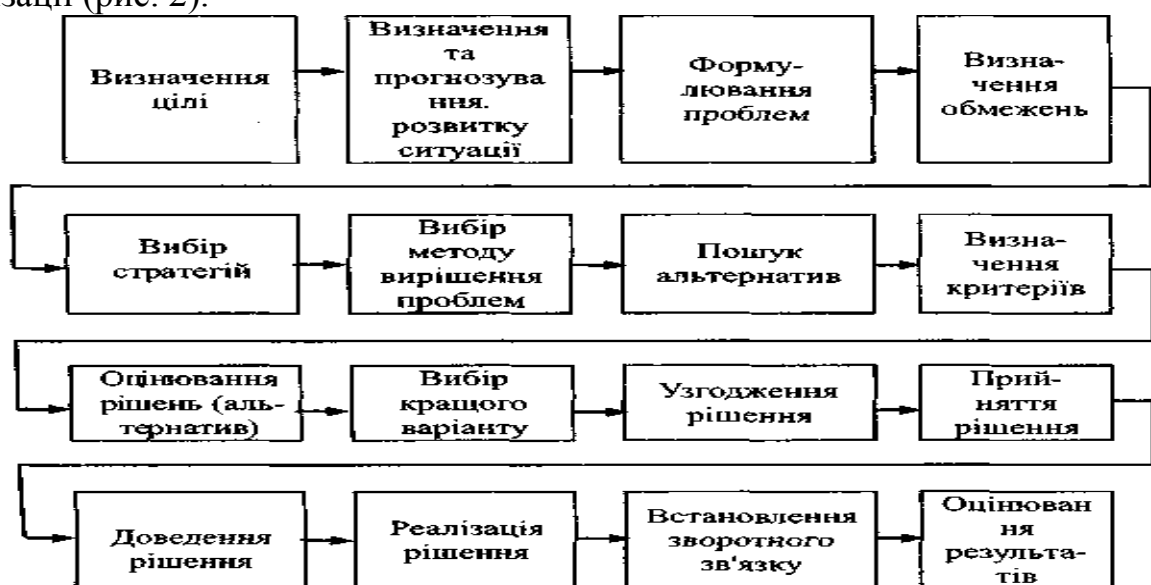 зації (рис. 2).
Визначення
цілі
Визначення
та
прогнозува
ння.
розвитку
ситуації
Форму-
лювання
проблем
Визна-
чення
обмежень
Вибір
стратегій
Вибір
методу
вирішення
проблем
Пошук
альтернатив
Визна-
чення
критеріїв
Оцінювання
рішень (аль-
тернатив)
Вибір
кращого
варіанту
Узгодження
рішення
Прий-
няття
рішення
Доведення
рішення
Реалізація
рішення
Встановлення
зворотного
зв'язку
Оцінюван
ня
результа-
тів